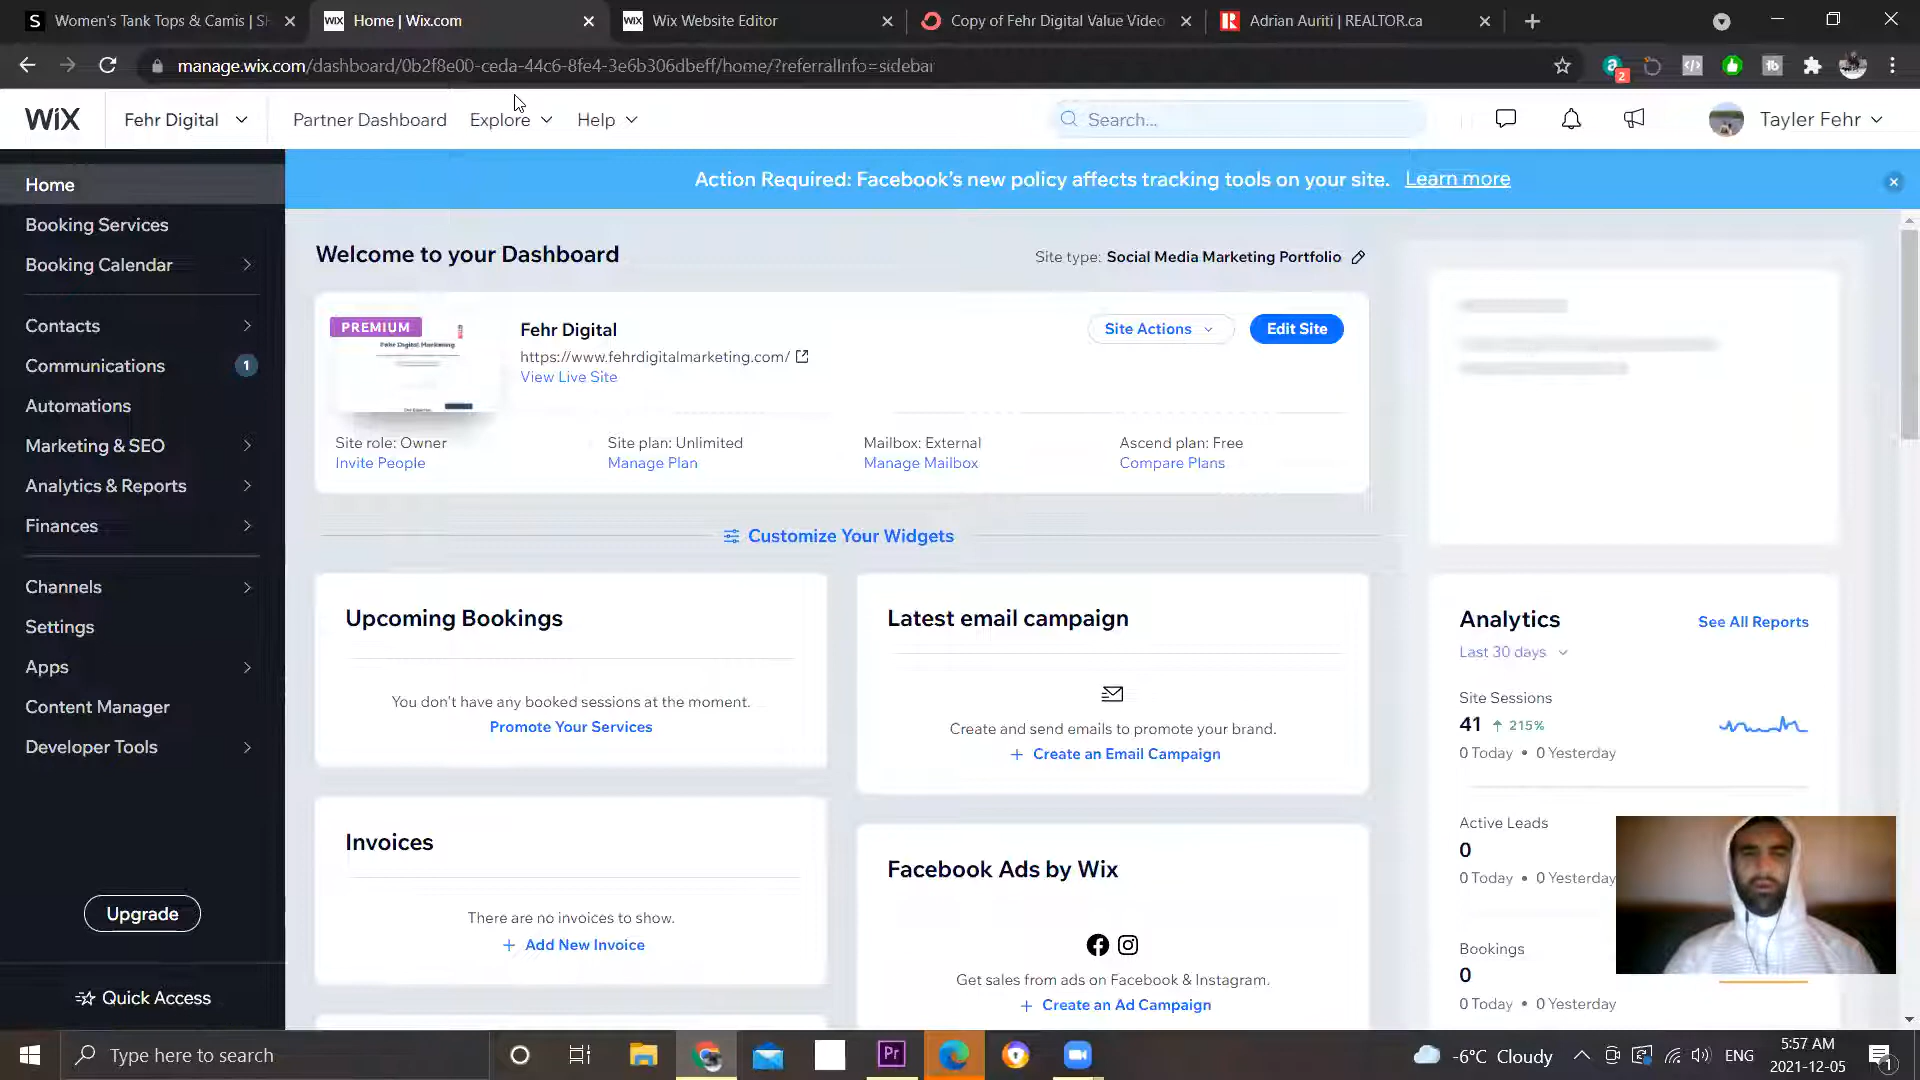 Women's Tank Tops & Camis | SH
Home | Wix.com
Wix Website Editor
Copy of Fehr Digital Value Video
Adrian Auriti | REALTOR.ca
manage.wix.com/dashboard/0b2f8e00-ceda-44c6-8fe4-3e6b306dbeff/home/?referralInfo=sidebar
2
WiX
Fehr Digital
Partner Dashboard
Explore
Help
Search...
Tayler Fehr
Action Required: Facebook's new policy affects tracking tools on your site. Learn more
Home
Booking Services
Booking Calendar
Contacts
Communications 1
Automations
Marketing & SEO
Analytics & Reports
Finances
Channels
Settings
Apps
Content Manager
Developer Tools
Upgrade
Quick Access
Welcome to your Dashboard
Site type: Social Media Marketing Portfolio
PREMIUM
Fehr Digital Marketing
Fehr Digital
https://www.fehrdigitalmarketing.com/
View Live Site
Site Actions
Edit Site
Site role: Owner
Invite People
Site plan: Unlimited
Manage Plan
Mailbox: External
Manage Mailbox
Ascend plan: Free
Compare Plans
Customize Your Widgets
Upcoming Bookings
You don't have any booked sessions at the moment.
Promote Your Services
Latest email campaign
Create and send emails to promote your brand.
+ Create an Email Campaign
Invoices
There are no invoices to show.
+ Add New Invoice
Facebook Ads by Wix
Get sales from ads on Facebook & Instagram.
+ Create an Ad Campaign
Analytics
See All Reports
Last 30 days
Site Sessions
41 ↑ 215%
0 Today • 0 Yesterday
Active Leads
0
0 Today • 0 Yesterday
Bookings
0
0 Today • 0 Yesterday
Type here to search
Pr
-6°C Cloudy
ENG
5:57 AM
2021-12-05
1